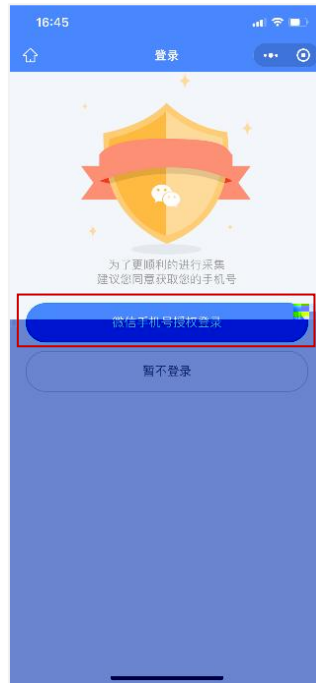 16:45
登录
为了更顺利的进行采集
建议您同意获取您的手机号
微信手机号授权登录
暂不登录